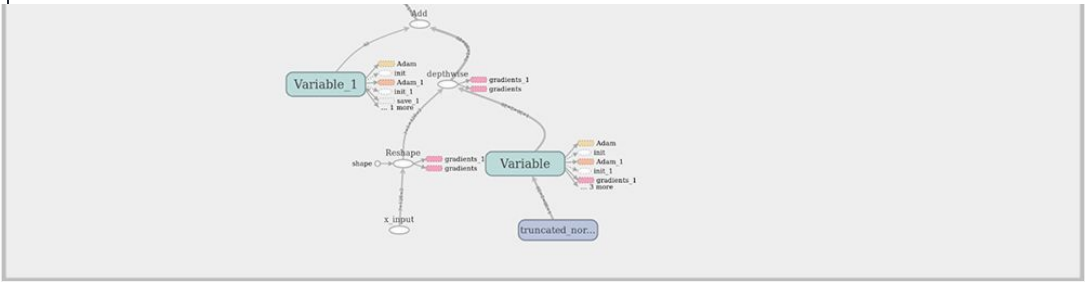 Add
Variable_1
Adam
init
Adam_1
init_1
save_1
... 1 more
depthwise
gradients_1
gradients
Reshape
shape
gradients_1
gradients
Variable
Adam
init
Adam_1
init_1
gradients_1
... 3 more
x_input
truncated_nor...